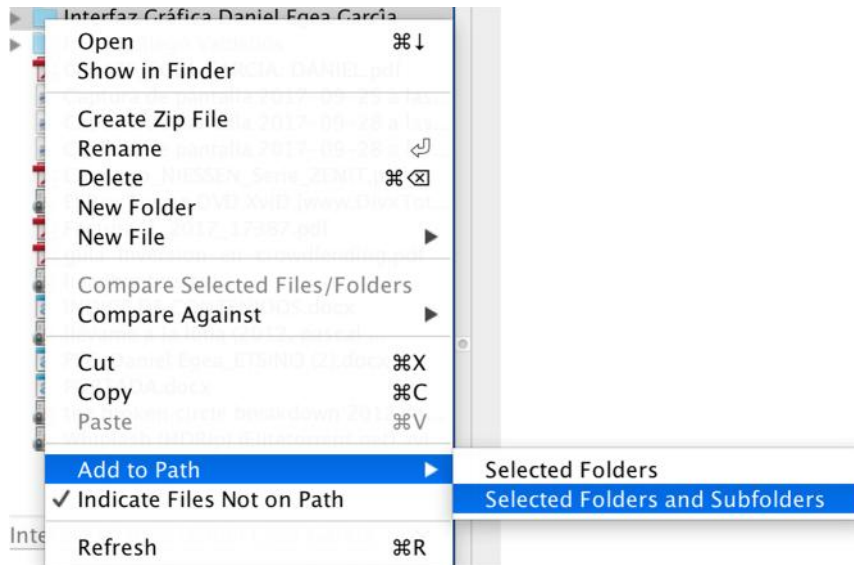 Interfaz Gráfica Daniel Egea García
Open ⌘↓
Show in Finder
Create Zip File
Rename ⏎
Delete ⌘⌫
New Folder
New File ▶
Compare Selected Files/Folders
Compare Against ▶
Cut ⌘X
Copy ⌘C
Paste ⌘V
Add to Path ▶ Selected Folders
✓ Indicate Files Not on Path Selected Folders and Subfolders
Inte
Refresh ⌘R